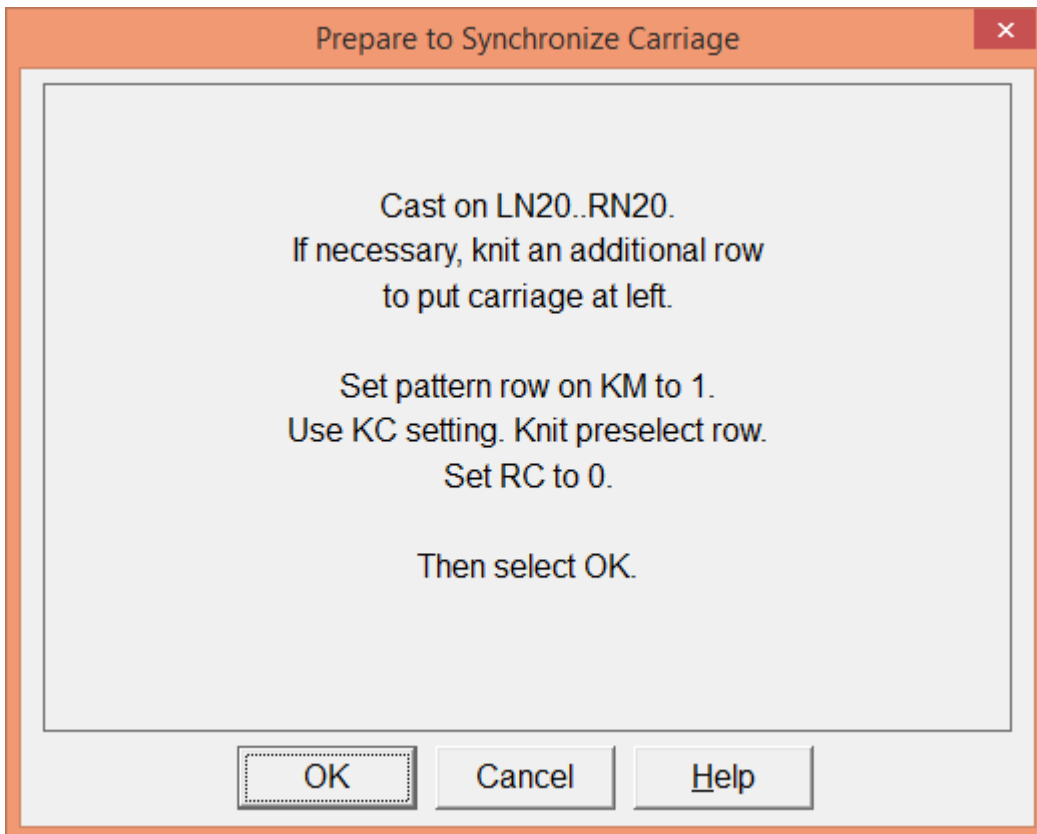 Prepare to Synchronize Carriage
×
Cast on LN20..RN20.
If necessary, knit an additional row
to put carriage at left.
Set pattern row on KM to 1.
Use KC setting. Knit preselect row.
Set RC to 0.
Then select OK.
OK
Cancel
Help